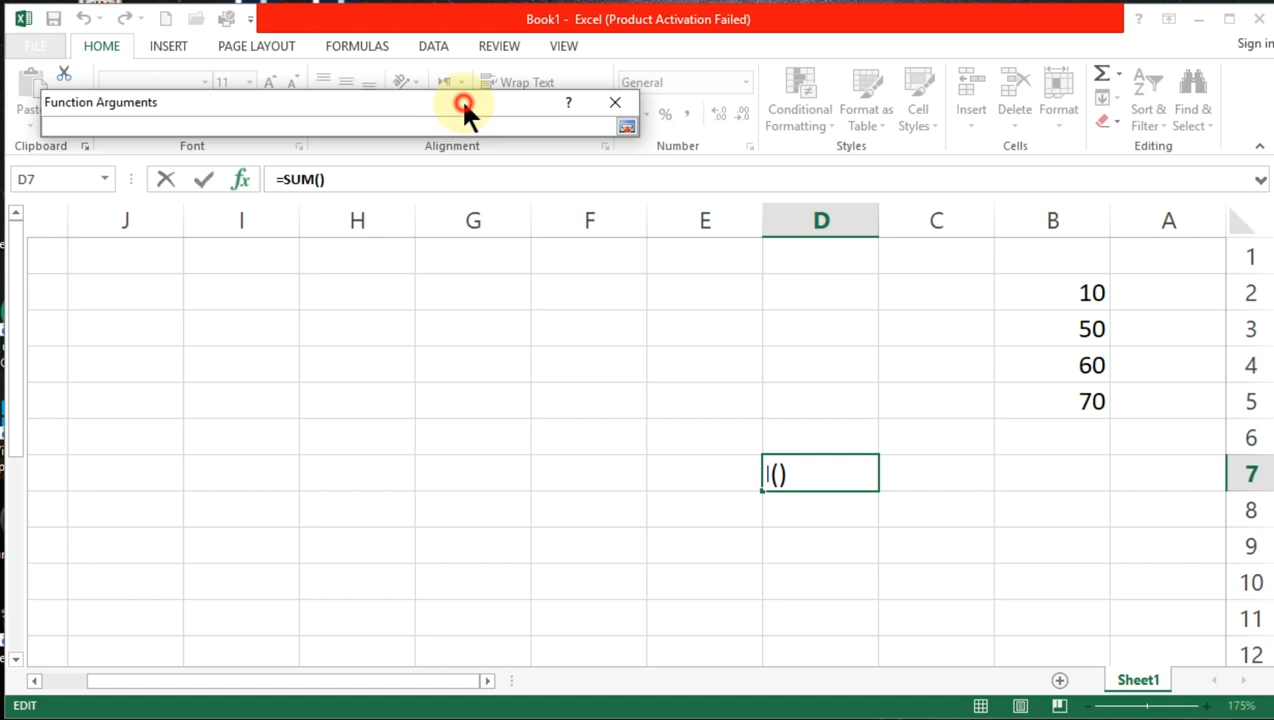 Book1 - Excel (Product Activation Failed)
?
FILE HOME INSERT PAGE LAYOUT FORMULAS DATA REVIEW VIEW
Sign in
11
Wrap Text
General
Conditional Formatting
Format as Table
Cell Styles
Insert
Delete
Format
Sort & Filter
Find & Select
%
Function Arguments
?
Clipboard Font Alignment Number Styles Cells Editing
D7 fx =SUM()
J I H G F E D C B A
1
10 2
50 3
60 4
70 5
6
() 7
8
9
10
11
12
Sheet1
EDIT
175%